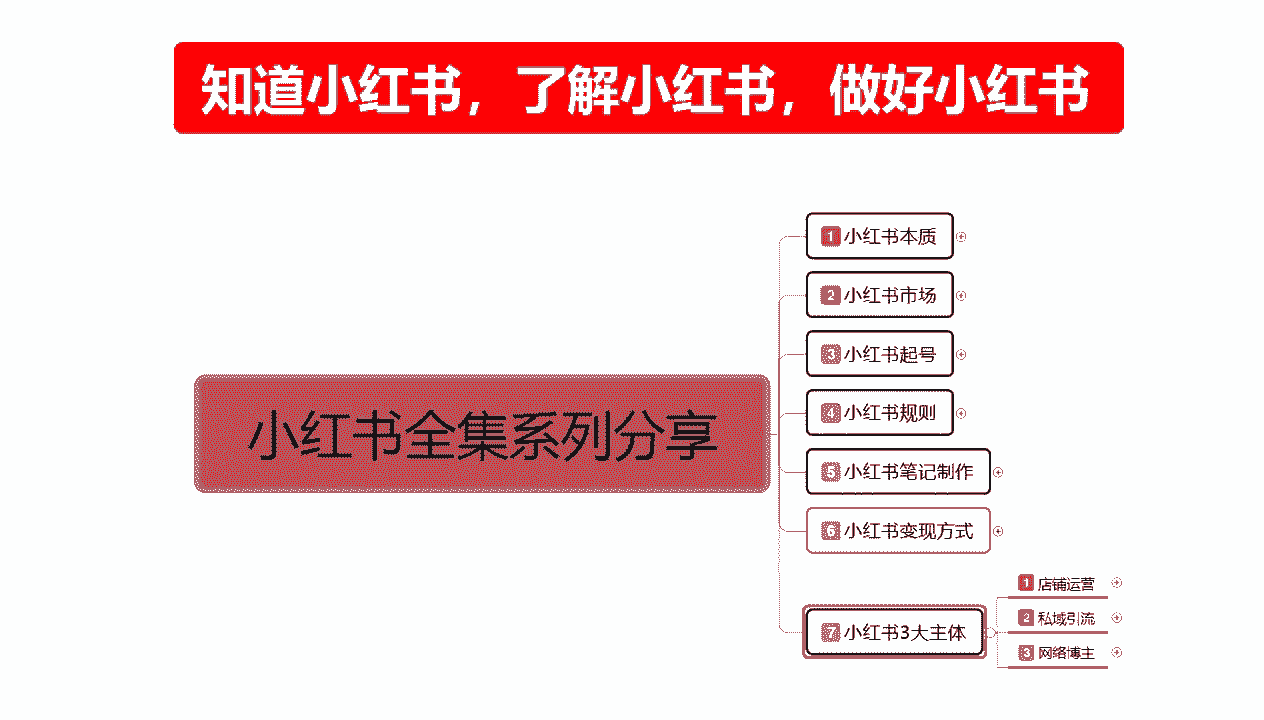 知道小红书，了解小红书，做好小红书
小红书全集系列分享
1 小红书本质
2 小红书市场
3 小红书起号
4 小红书规则
5 小红书笔记制作
6 小红书变现方式
7 小红书3大主体
1 店铺运营
2 私域引流
3 网络博主